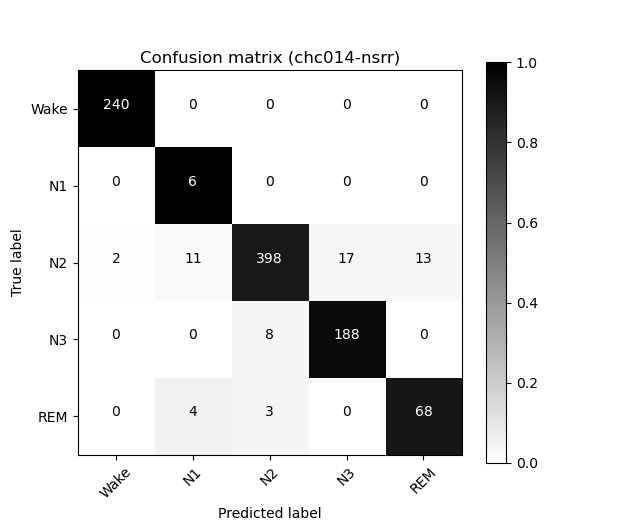 Confusion matrix (chc014-nsrr)
Wake 240 0 0 0 0
N1 0 6 0 0 0
N2 2 11 398 17 13
N3 0 0 8 188 0
REM 0 4 3 0 68
Wake N1 N2 N3 REM
Predicted label
True label
1.0
0.8
0.6
0.4
0.2
0.0